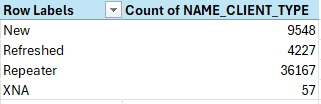 Row Labels Count of NAME_CLIENT_TYPE
New 9548
Refreshed 4227
Repeater 36167
XNA 57